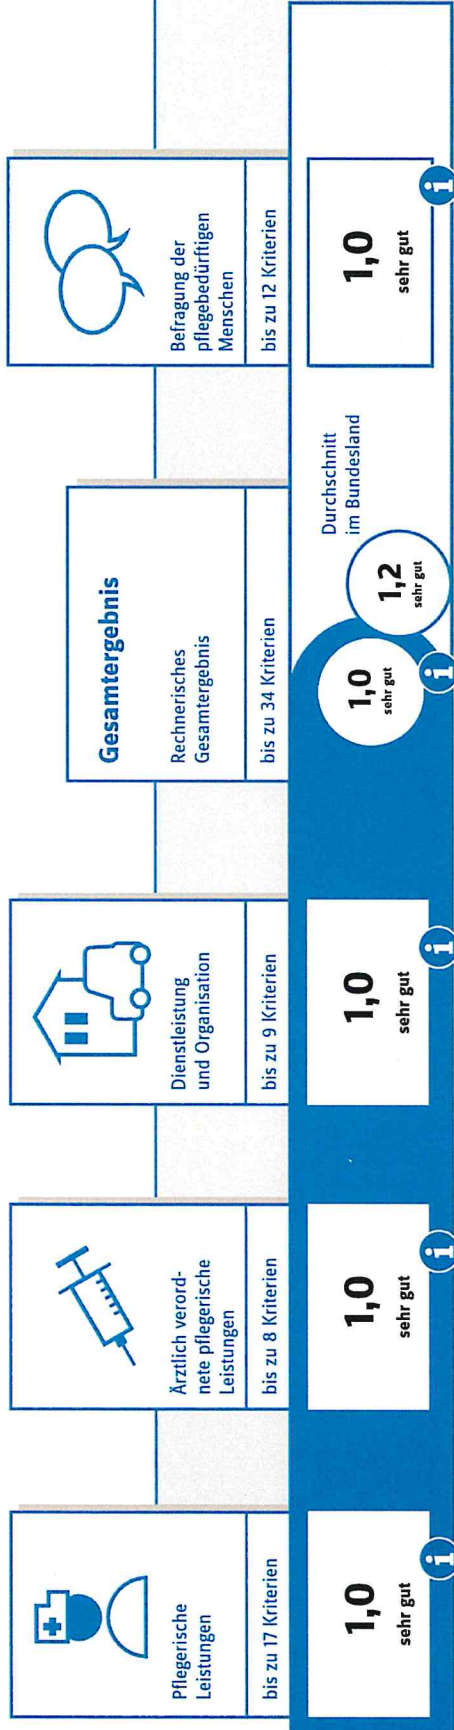 Pflegerische
Leistungen
bis zu 17 Kriterien
1,0
sehr gut
i
Ärztlich verord-
nete pflegerische
Leistungen
bis zu 8 Kriterien
1,0
sehr gut
i
Dienstleistung
und Organisation
bis zu 9 Kriterien
1,0
sehr gut
i
Gesamtergebnis
Rechnerisches
Gesamtergebnis
bis zu 34 Kriterien
1,0
sehr gut
i
Durchschnitt
im Bundesland
1,2
sehr gut
Befragung der
pflegebedürftigen
Menschen
bis zu 12 Kriterien
1,0
sehr gut
i